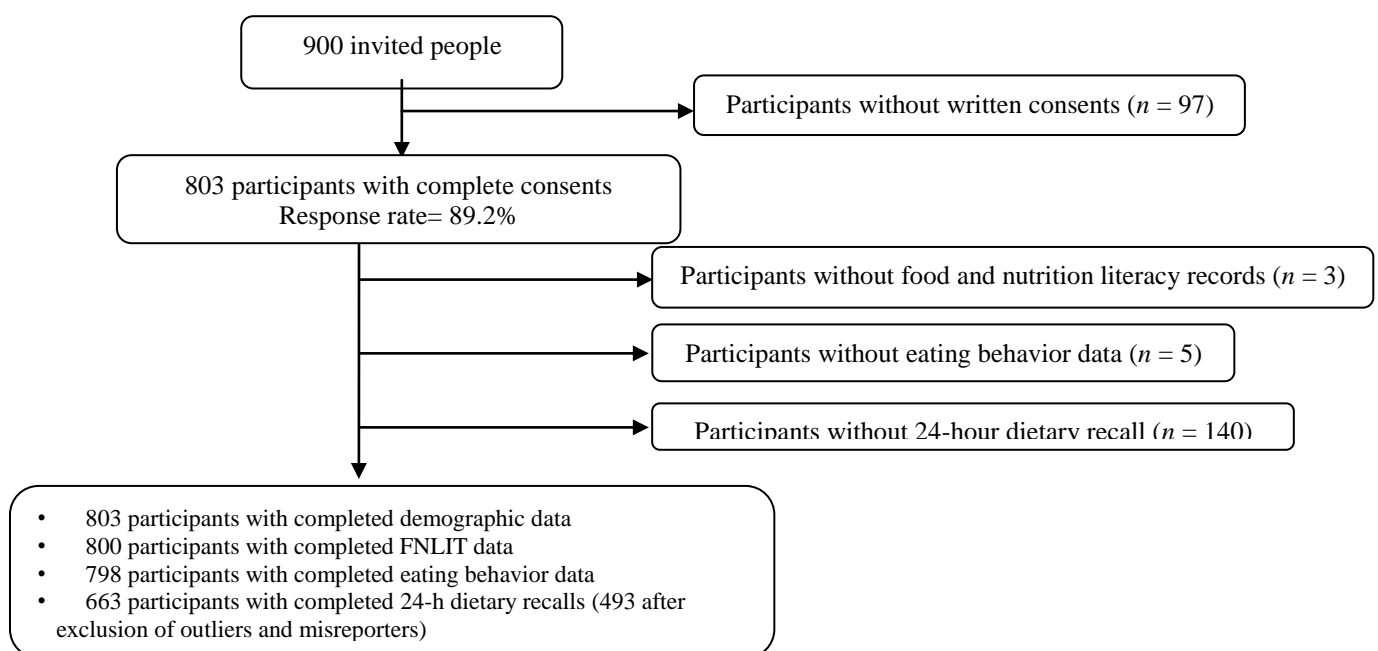 900 invited people
Participants without written consents (n = 97)
803 participants with complete consents
Response rate= 89.2%
Participants without food and nutrition literacy records (n = 3)
Participants without eating behavior data (n = 5)
Participants without 24-hour dietary recall (n = 140)
• 803 participants with completed demographic data
• 800 participants with completed FNLIT data
• 798 participants with completed eating behavior data
• 663 participants with completed 24-h dietary recalls (493 after
exclusion of outliers and misreporters)